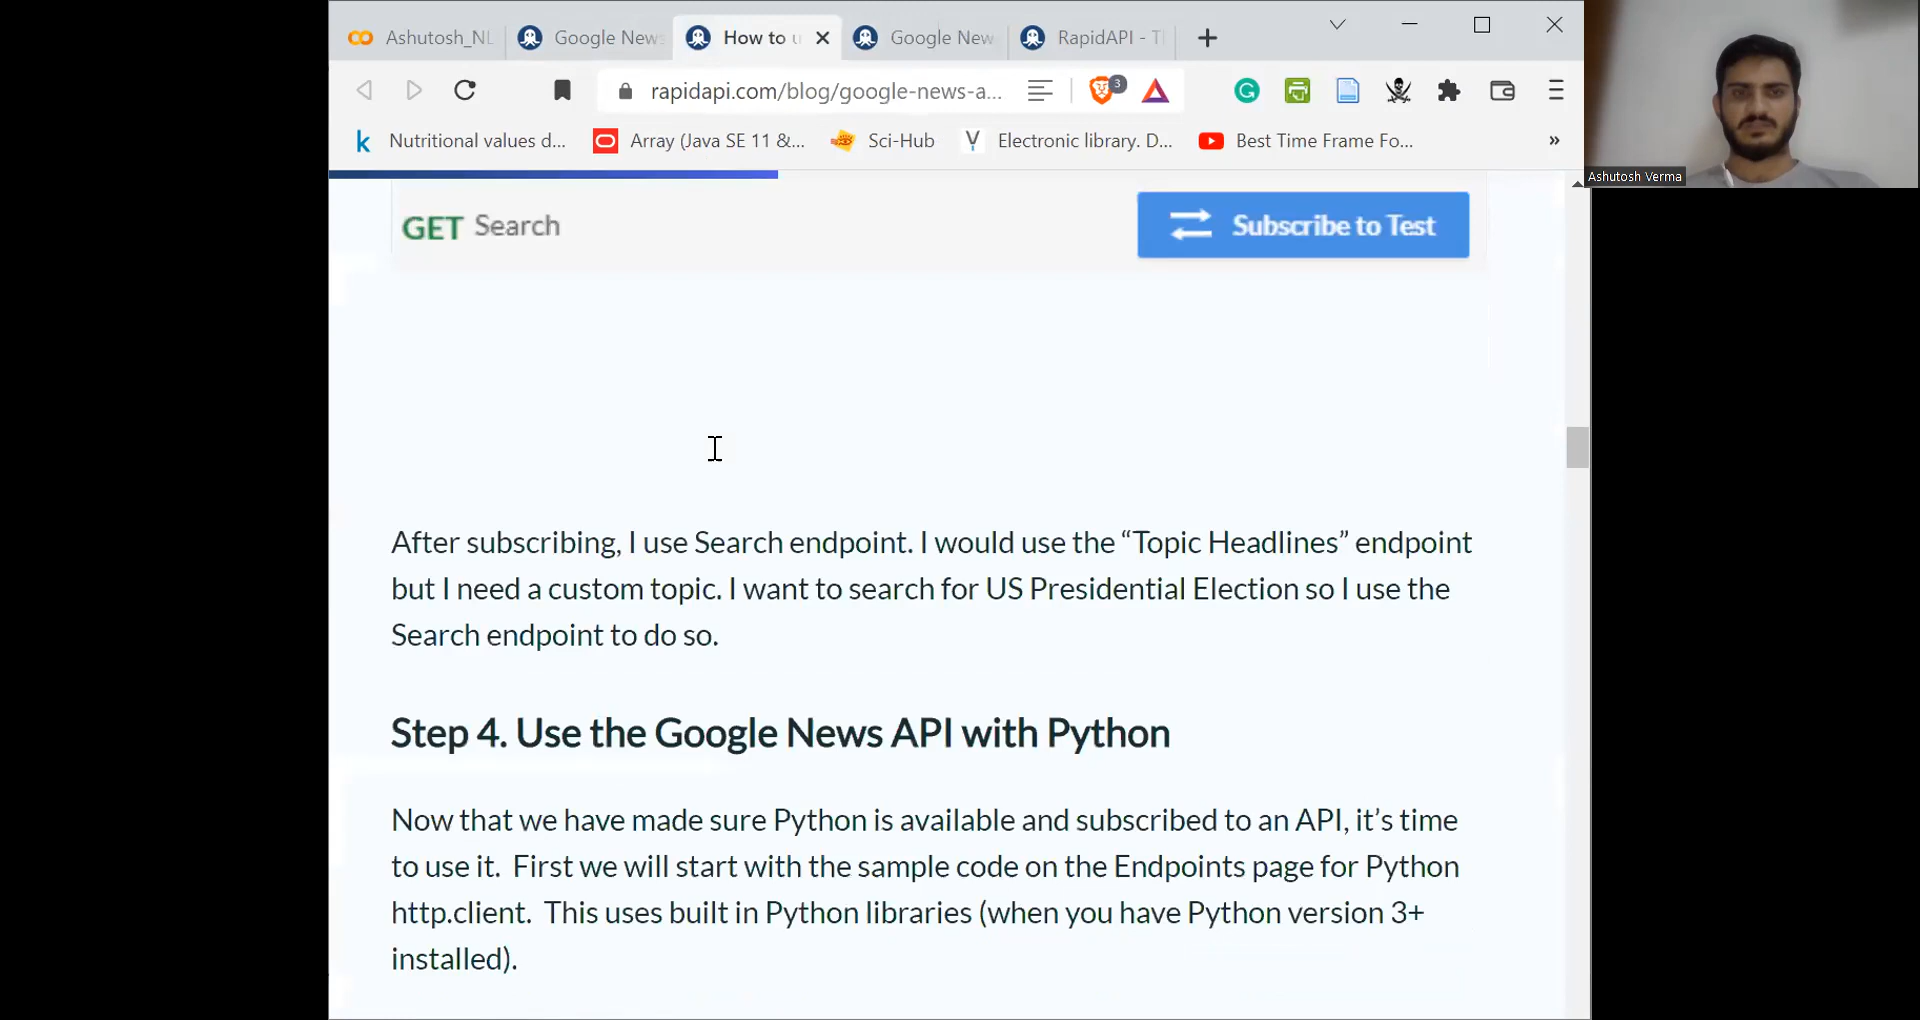 Ashutosh_NL
Google News
How to u
Google New
RapidAPI - T
rapidapi.com/blog/google-news-a...
3
Nutritional values d...
Array (Java SE 11 &...
Sci-Hub
Electronic library. D...
Best Time Frame Fo...
»
Ashutosh Verma
GET Search
Subscribe to Test
After subscribing, I use Search endpoint. I would use the “Topic Headlines” endpoint
but I need a custom topic. I want to search for US Presidential Election so I use the
Search endpoint to do so.
Step 4. Use the Google News API with Python
Now that we have made sure Python is available and subscribed to an API, it’s time
to use it. First we will start with the sample code on the Endpoints page for Python
http.client. This uses built in Python libraries (when you have Python version 3+
installed).